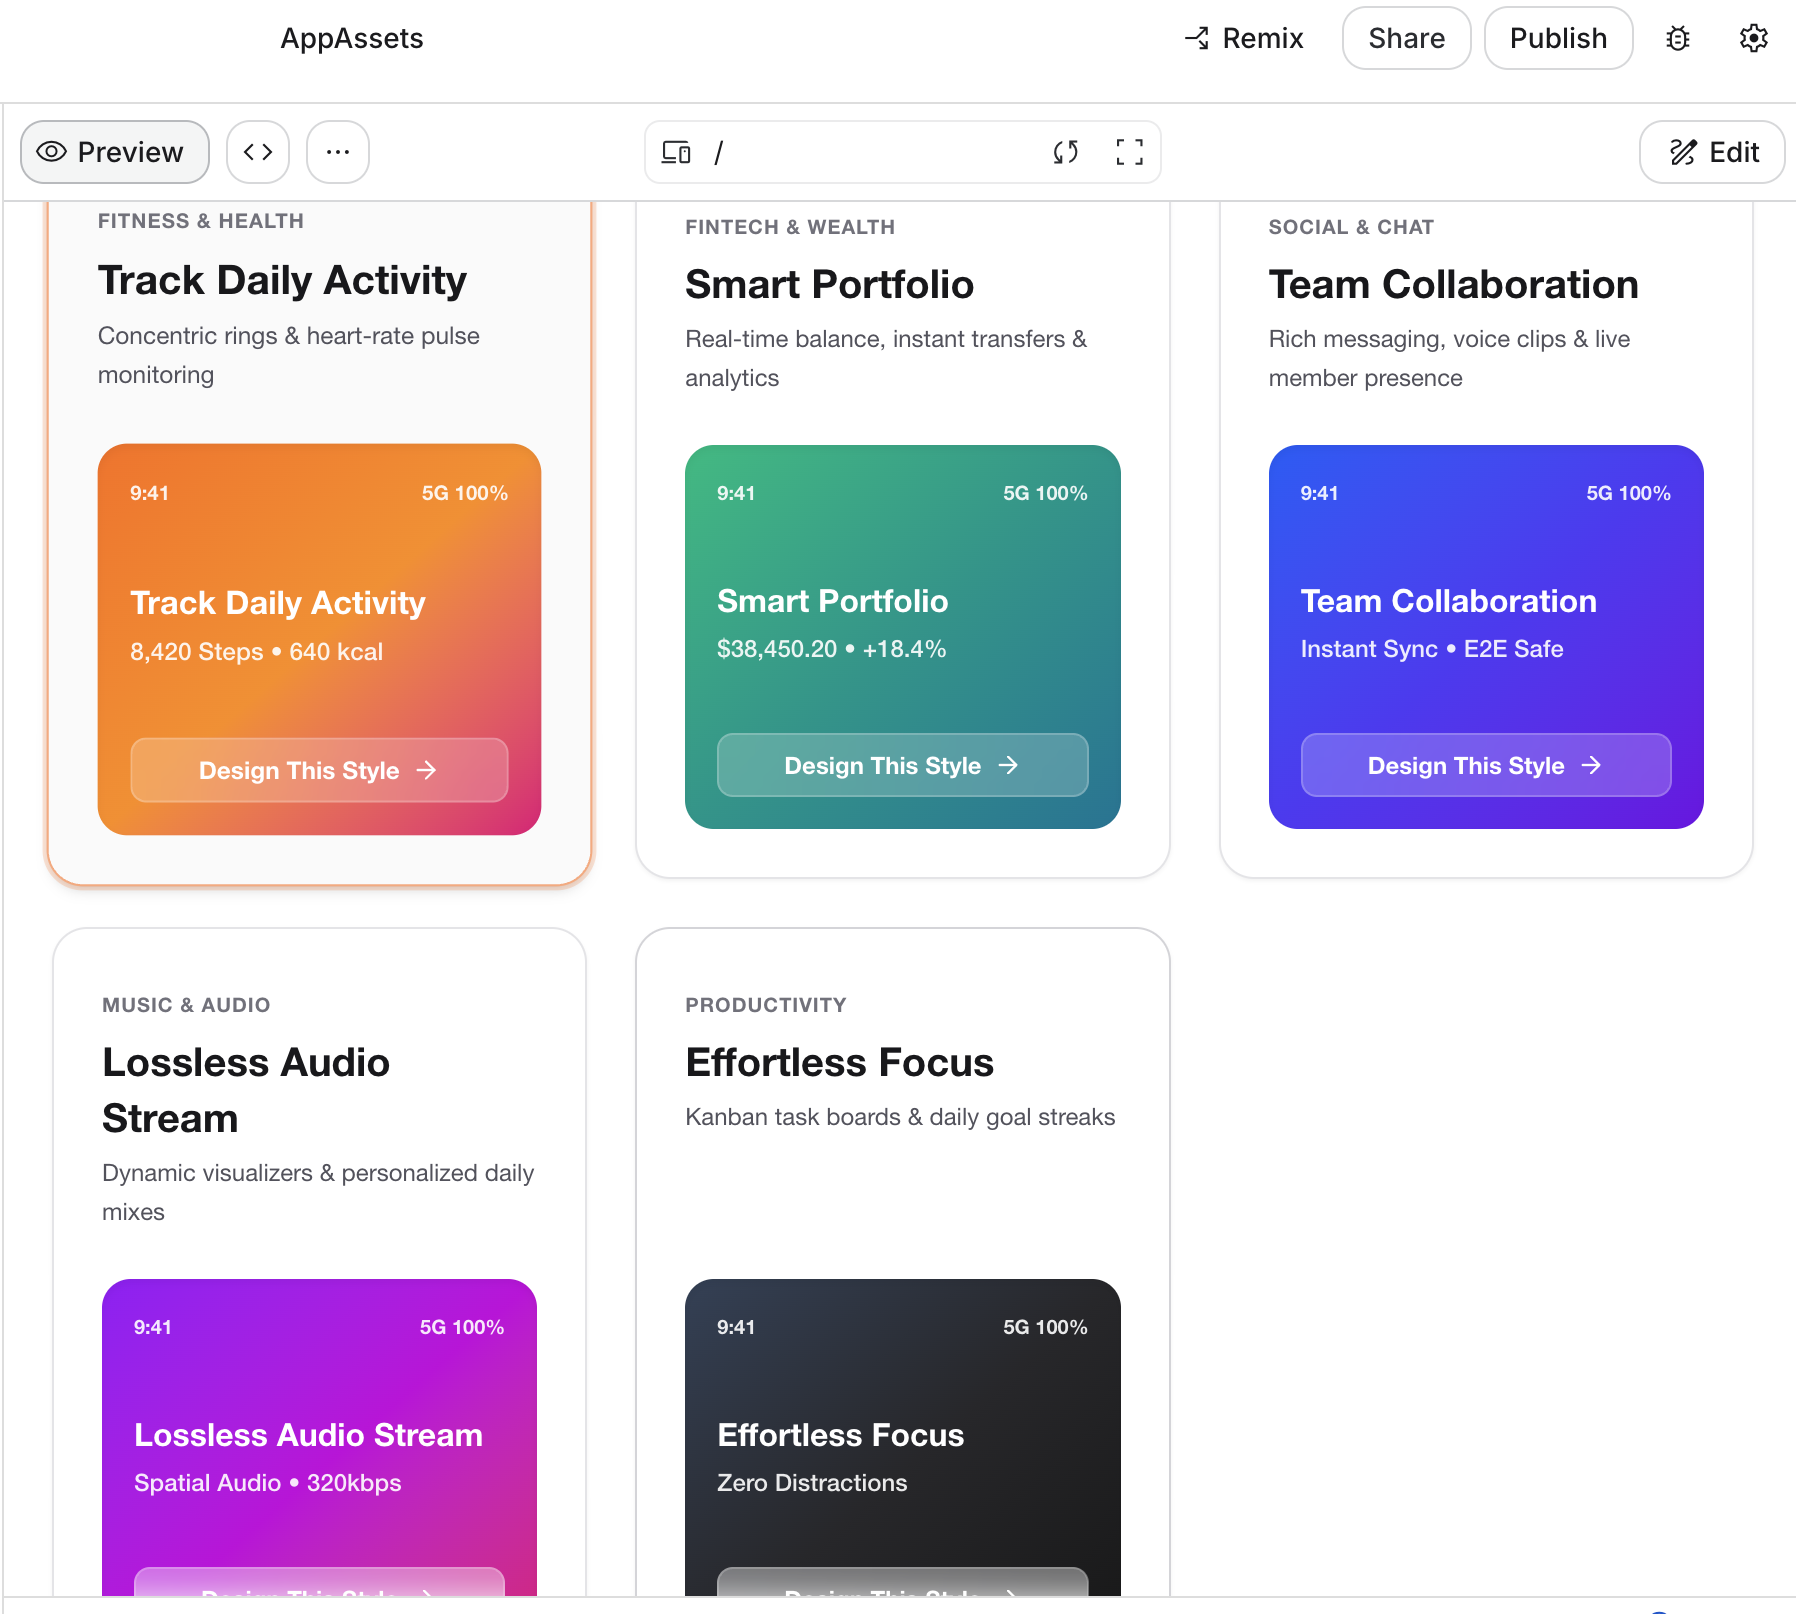 AppAssets
Remix
Share
Publish
Preview
/
Edit
FITNESS & HEALTH
Track Daily Activity
Concentric rings & heart-rate pulse
monitoring
9:41
5G 100%
Track Daily Activity
8,420 Steps • 640 kcal
Design This Style →
FINTECH & WEALTH
Smart Portfolio
Real-time balance, instant transfers &
analytics
9:41
5G 100%
Smart Portfolio
$38,450.20 • +18.4%
Design This Style →
SOCIAL & CHAT
Team Collaboration
Rich messaging, voice clips & live
member presence
9:41
5G 100%
Team Collaboration
Instant Sync • E2E Safe
Design This Style →
MUSIC & AUDIO
Lossless Audio
Stream
Dynamic visualizers & personalized daily
mixes
9:41
5G 100%
Lossless Audio Stream
Spatial Audio • 320kbps
Design This Style
PRODUCTIVITY
Effortless Focus
Kanban task boards & daily goal streaks
9:41
5G 100%
Effortless Focus
Zero Distractions
Design This Style